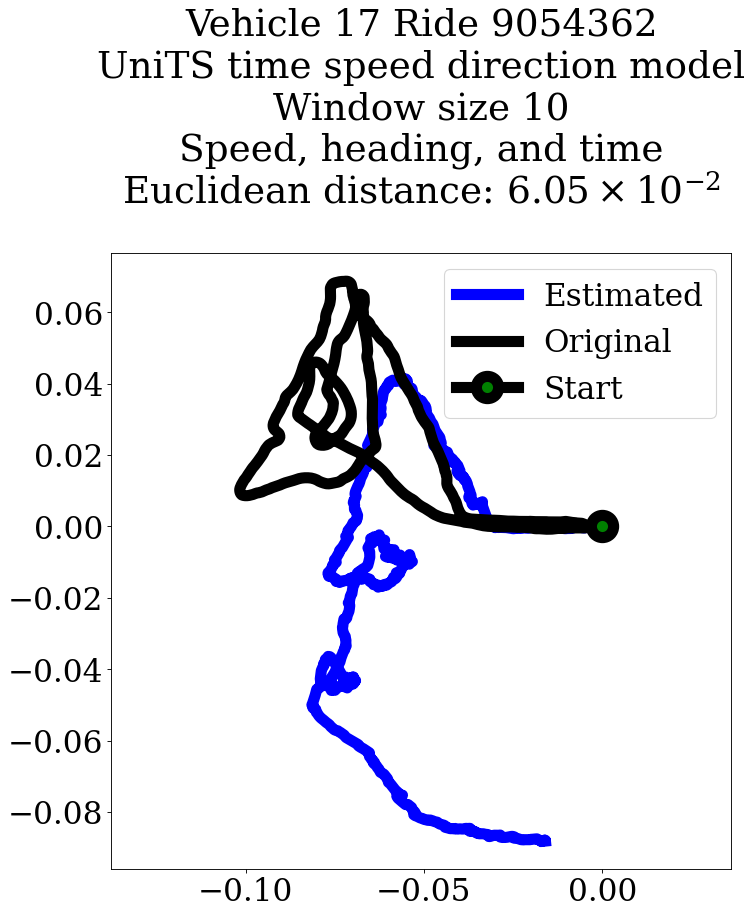 Vehicle 17 Ride 9054362
UniTS time speed direction model
Window size 10
Speed, heading, and time
Euclidean distance: 6.05 × 10⁻²
Estimated
Original
Start
0.06
0.04
0.02
0.00
−0.02
−0.04
−0.06
−0.08
−0.10 −0.05 0.00